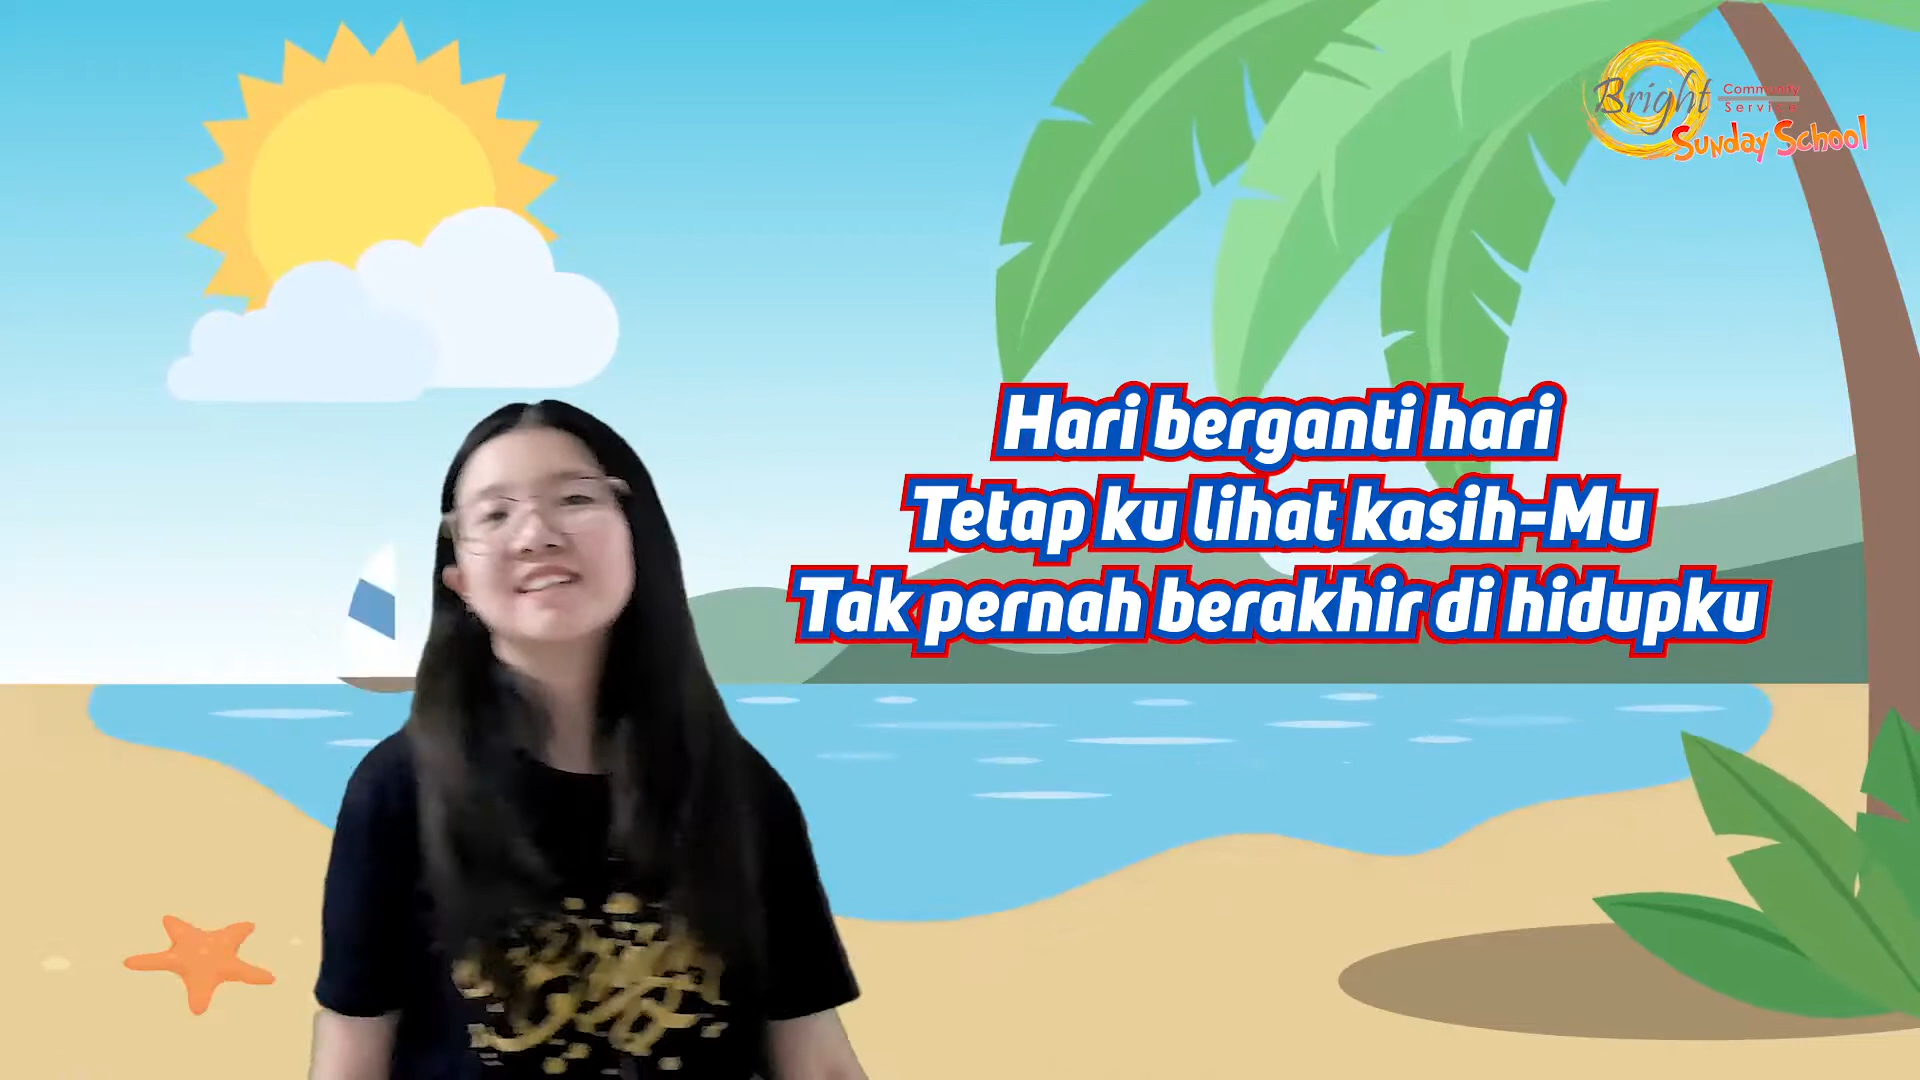 Bright
Community
Service
Sunday School
Hari berganti hari
Tetap ku lihat kasih-Mu
Tak pernah berakhir di hidupku